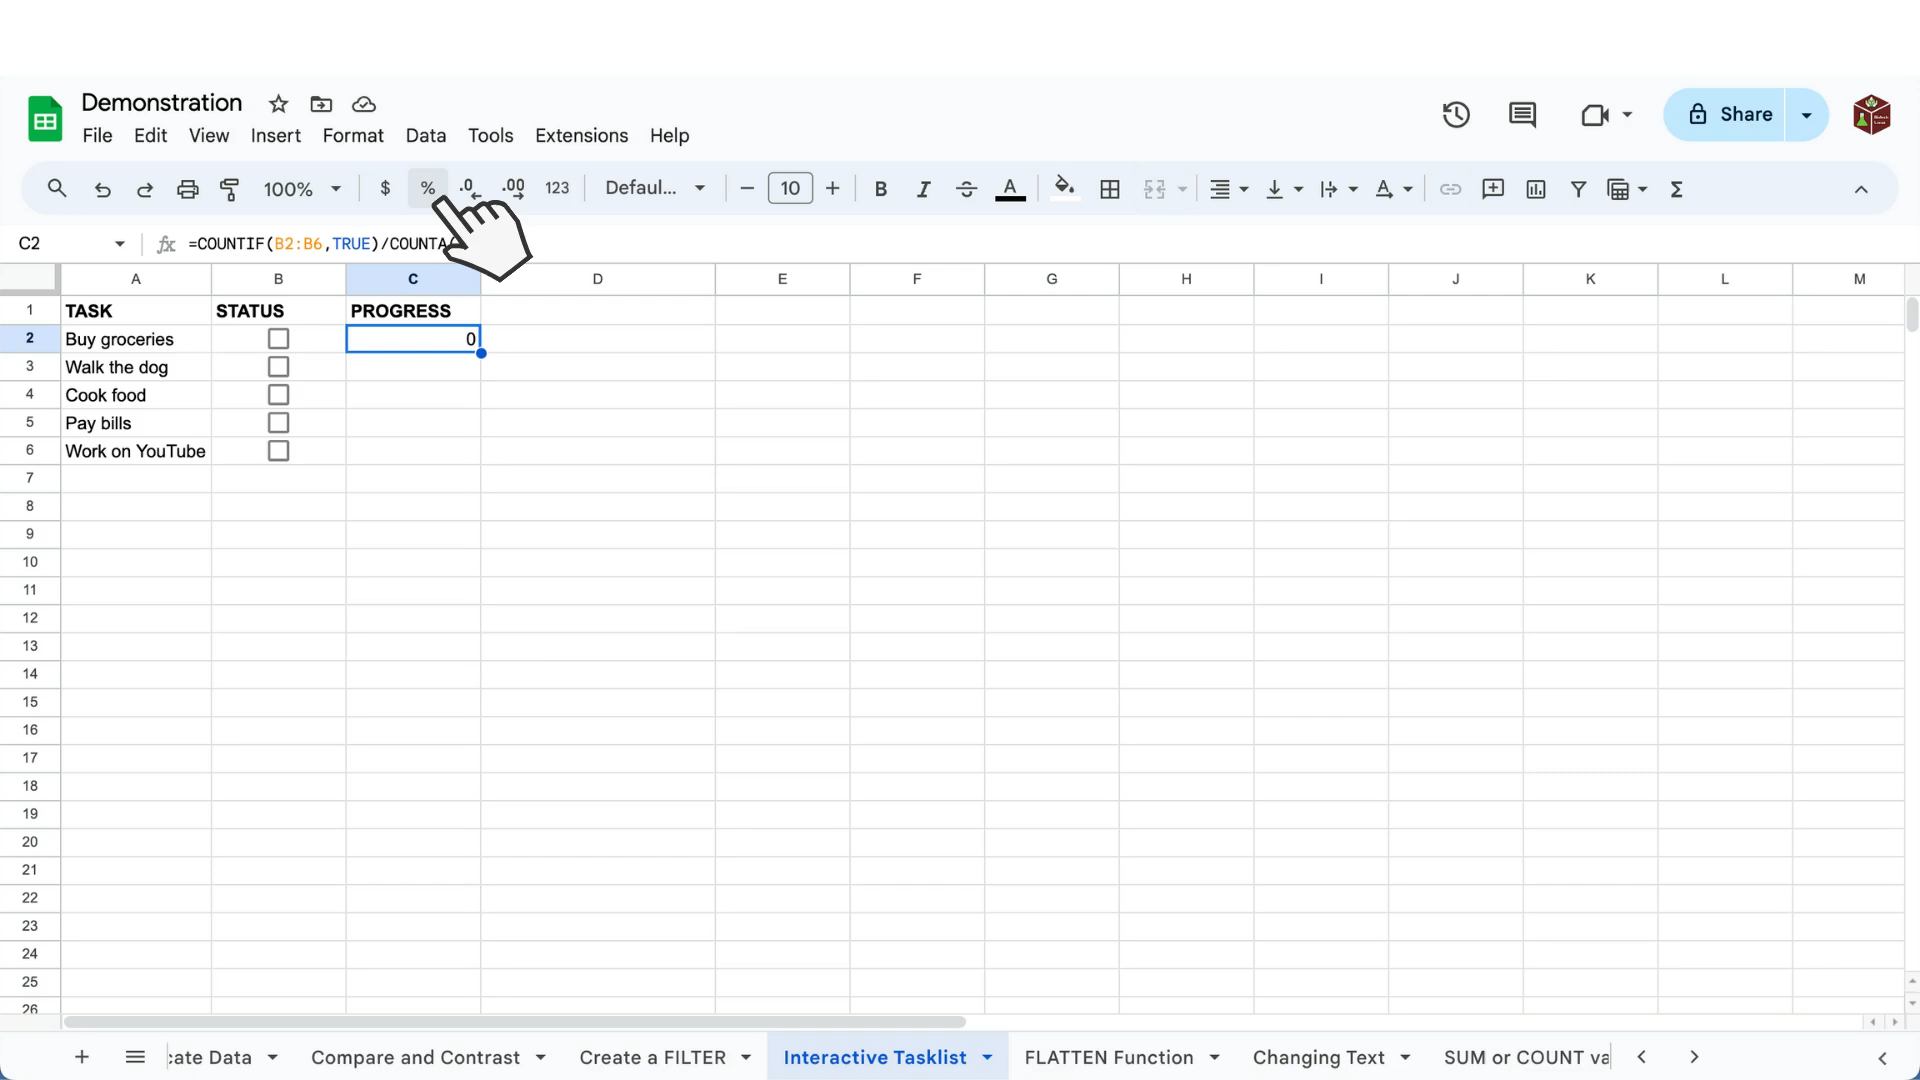 Demonstration
File Edit View Insert Format Data Tools Extensions Help
Share
100% $ % .0 .00 123 Defaul... 10 B I A
C2 fx =COUNTIF(B2:B6,TRUE)/COUNTA(
A B C D E F G H I J K L M
1 TASK STATUS PROGRESS
2 Buy groceries 0
3 Walk the dog
4 Cook food
5 Pay bills
6 Work on YouTube
7
8
9
10
11
12
13
14
15
16
17
18
19
20
21
22
23
24
25
26
cate Data Compare and Contrast Create a FILTER Interactive Tasklist FLATTEN Function Changing Text SUM or COUNT va